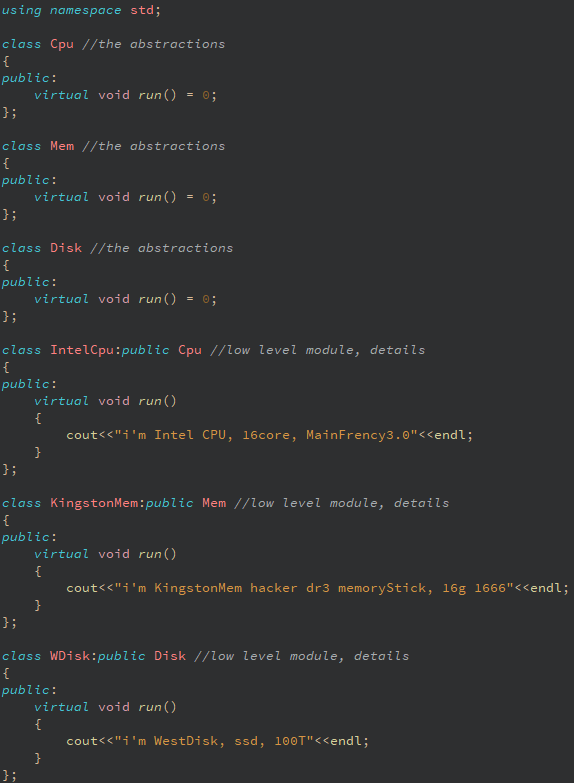 using namespace std;

class Cpu //the abstractions
{
public:
    virtual void run() = 0;
};

class Mem //the abstractions
{
public:
    virtual void run() = 0;
};

class Disk //the abstractions
{
public:
    virtual void run() = 0;
};

class IntelCpu:public Cpu //low level module, details
{
public:
    virtual void run()
    {
        cout<<"i'm Intel CPU, 16core, MainFrency3.0"<<endl;
    }
};

class KingstonMem:public Mem //low level module, details
{
public:
    virtual void run()
    {
        cout<<"i'm KingstonMem hacker dr3 memoryStick, 16g 1666"<<endl;
    }
};

class WDisk:public Disk //low level module, details
{
public:
    virtual void run()
    {
        cout<<"i'm WestDisk, ssd, 100T"<<endl;
    }
};